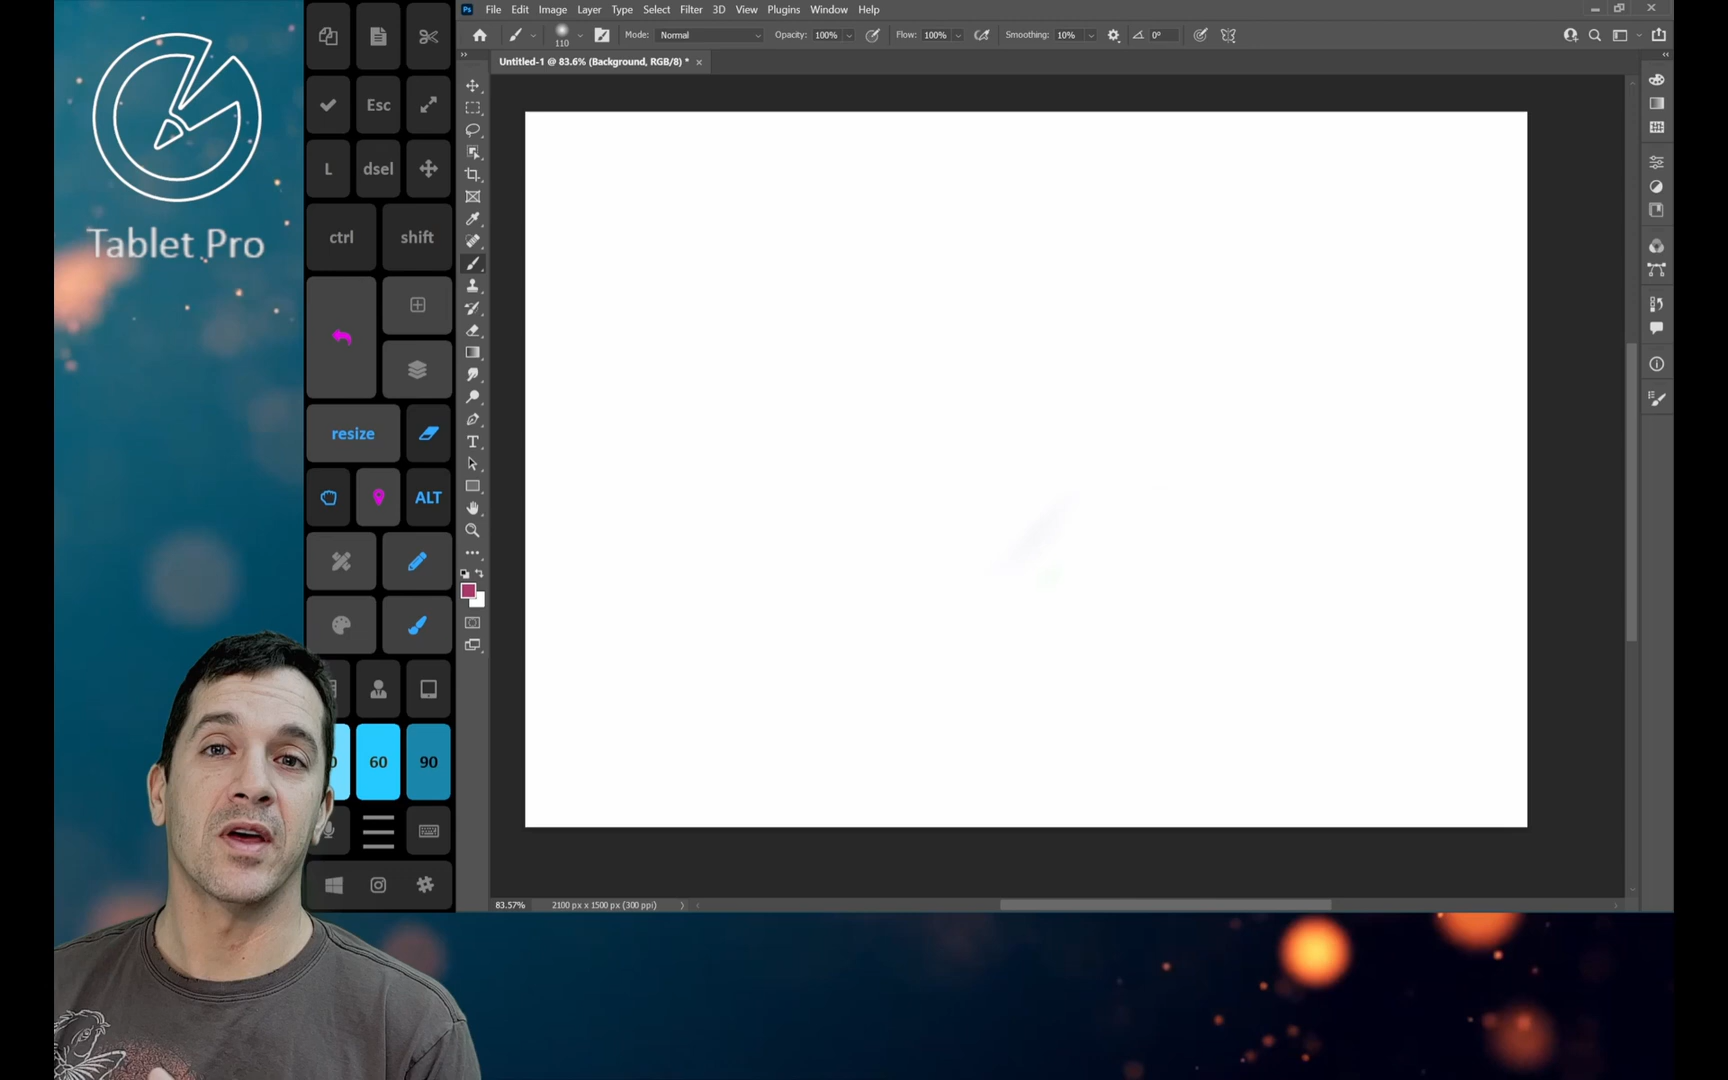 Ps File Edit Image Layer Type Select Filter 3D View Plugins Window Help
110 Mode: Normal Opacity: 100% Flow: 100% Smoothing: 10% 0°
Untitled-1 @ 83.6% (Background, RGB/8) * ×
Tablet Pro
Esc
L dsel
ctrl shift
resize
ALT
T
0 60 90
83.57% 2100 px x 1500 px (300 ppi)